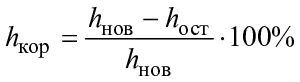 h_кор = (h_нов − h_ост) / h_нов · 100%